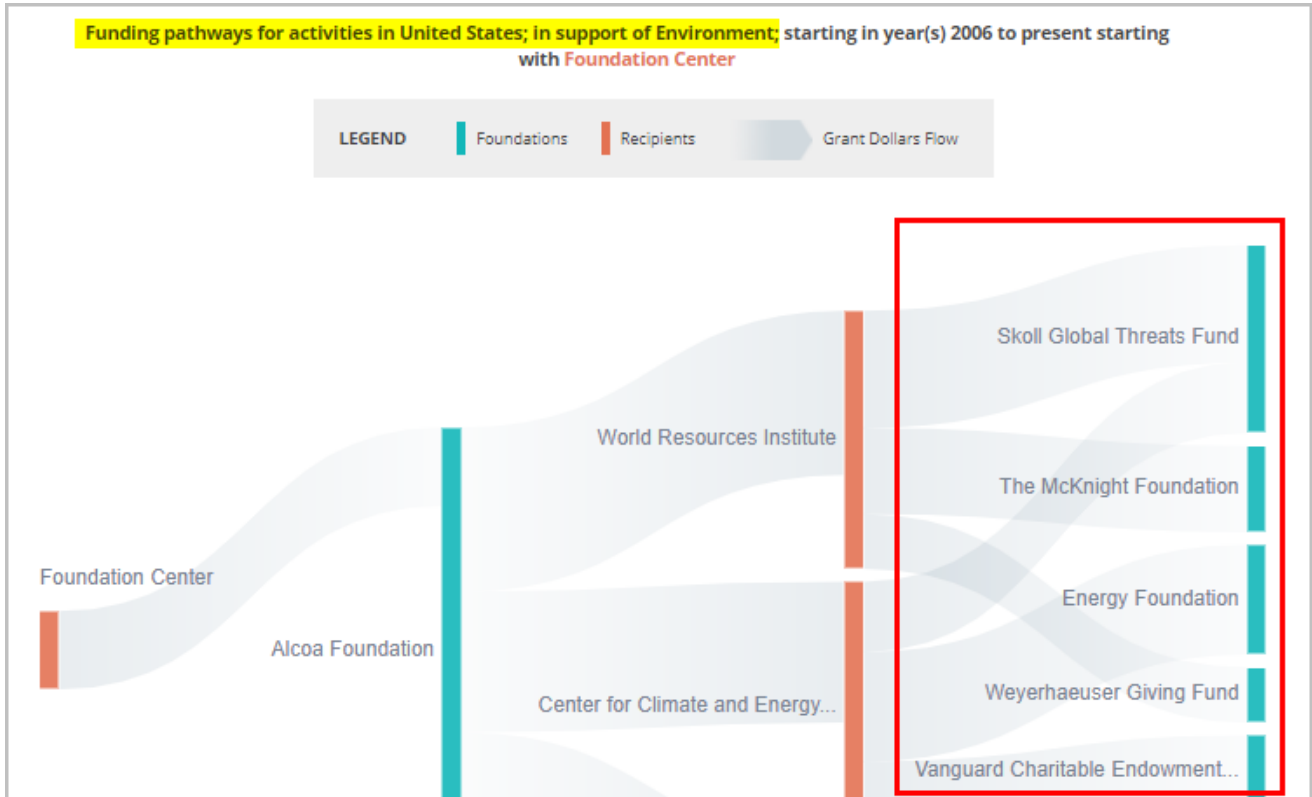 Funding pathways for activities in United States; in support of Environment; starting in year(s) 2006 to present starting
with Foundation Center
LEGEND Foundations Recipients Grant Dollars Flow
Skoll Global Threats Fund
World Resources Institute
The McKnight Foundation
Foundation Center
Energy Foundation
Alcoa Foundation
Weyerhaeuser Giving Fund
Center for Climate and Energy...
Vanguard Charitable Endowment...